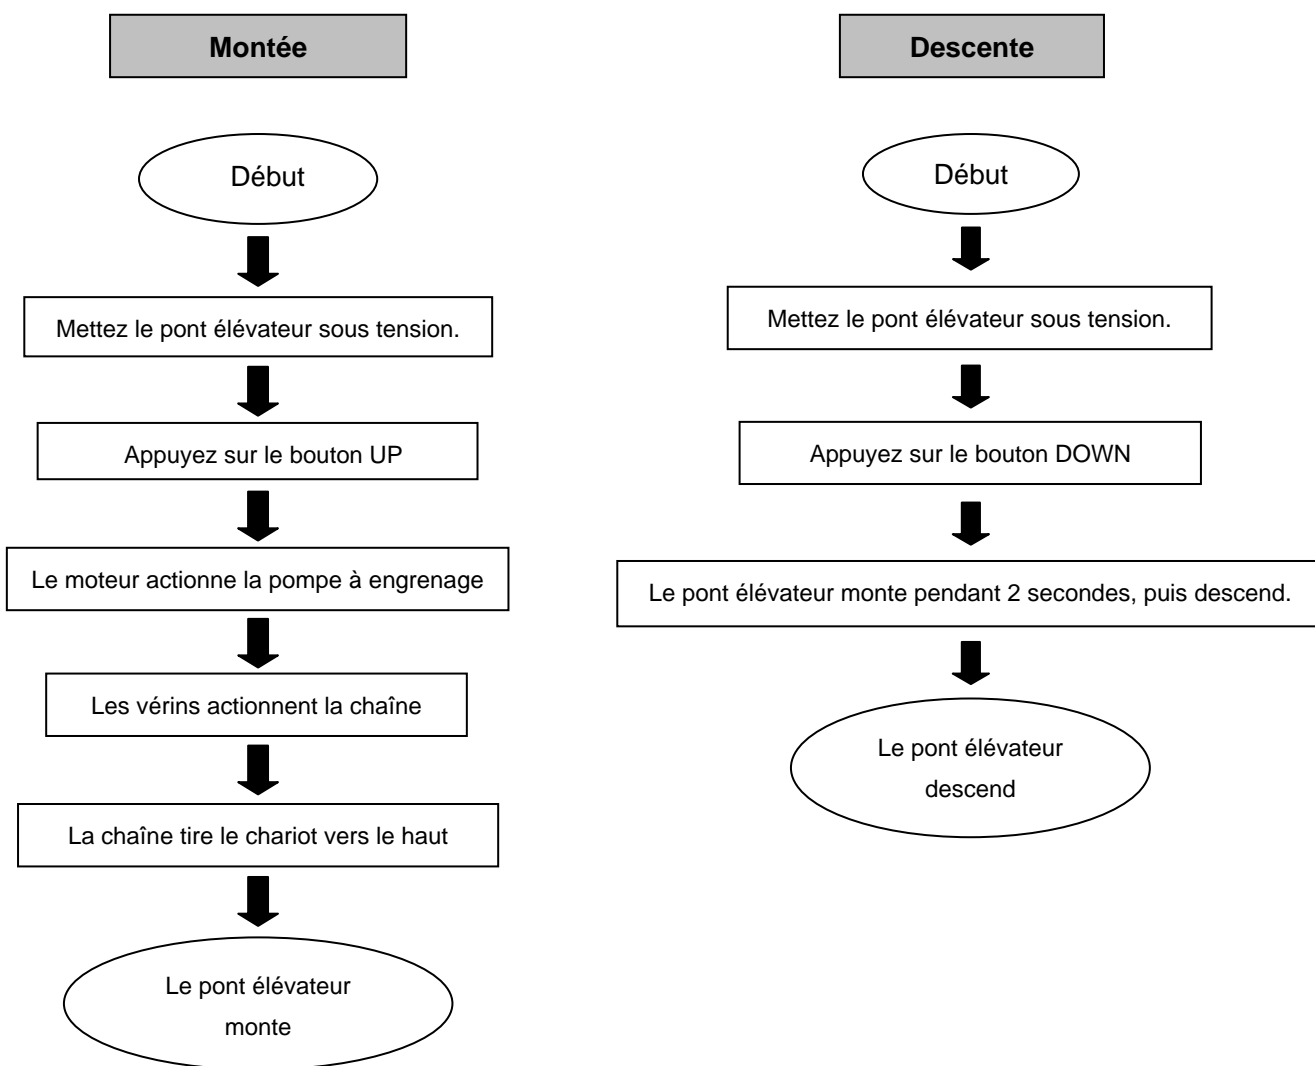 Montée
Début
Mettez le pont élévateur sous tension.
Appuyez sur le bouton UP
Le moteur actionne la pompe à engrenage
Les vérins actionnent la chaîne
La chaîne tire le chariot vers le haut
Le pont élévateur
monte
Descente
Début
Mettez le pont élévateur sous tension.
Appuyez sur le bouton DOWN
Le pont élévateur monte pendant 2 secondes, puis descend.
Le pont élévateur
descend